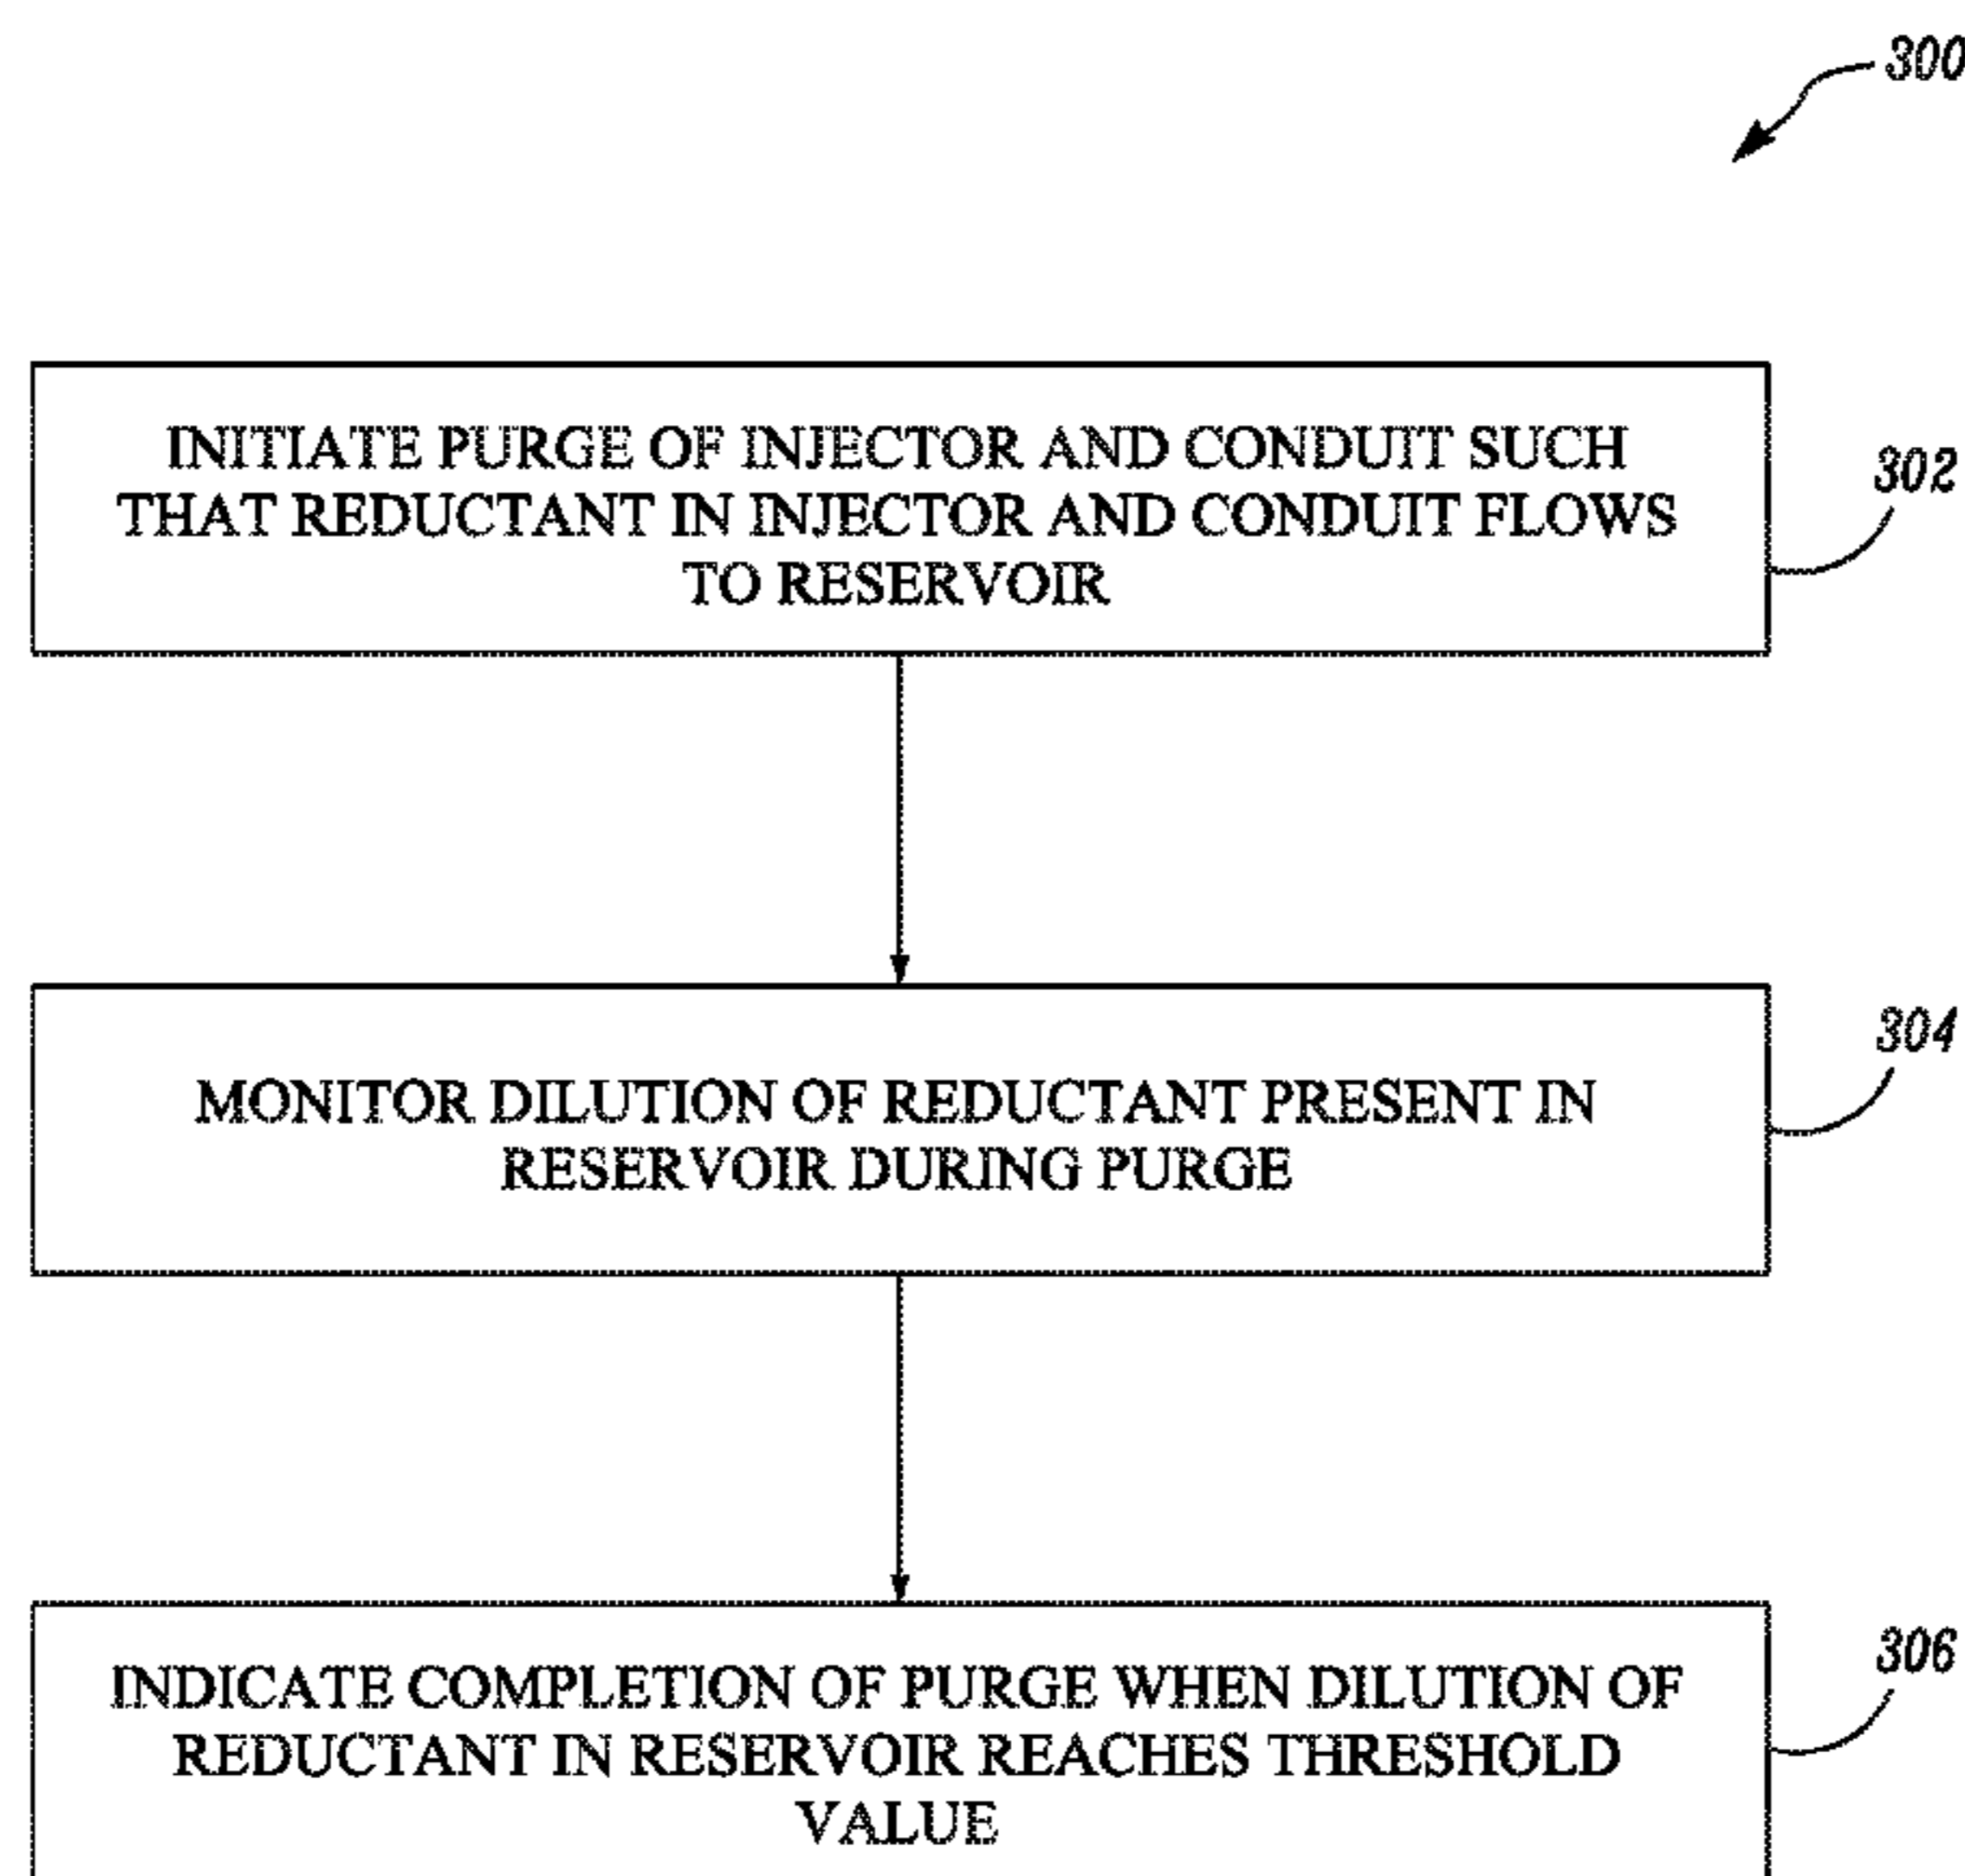 300
INITIATE PURGE OF INJECTOR AND CONDUIT SUCH
THAT REDUCTANT IN INJECTOR AND CONDUIT FLOWS
TO RESERVOIR
302
MONITOR DILUTION OF REDUCTANT PRESENT IN
RESERVOIR DURING PURGE
304
INDICATE COMPLETION OF PURGE WHEN DILUTION OF
REDUCTANT IN RESERVOIR REACHES THRESHOLD
VALUE
306